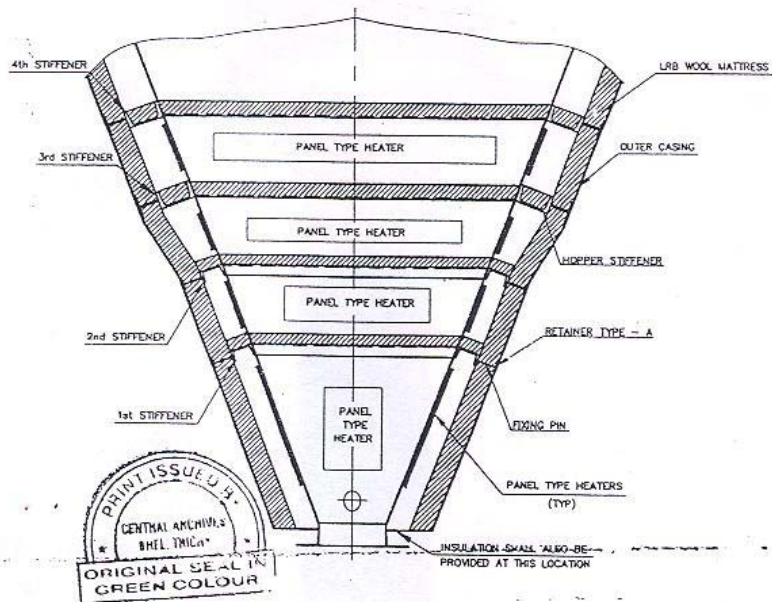 4th STIFFENER
LRB WOOL MATTRESS
PANEL TYPE HEATER
OUTER CASING
3rd STIFFENER
PANEL TYPE HEATER
HOPPER STIFFENER
PANEL TYPE HEATER
2nd STIFFENER
RETAINER TYPE - A
1st STIFFENER
PANEL
TYPE
HEATER
FIXING PIN
PANEL TYPE HEATERS
(TYP)
PRINT ISSUED BY
CENTRAL ARCHIVES
BHEL, TRICHY
ORIGINAL SEAL IN
GREEN COLOUR
INSULATION SHALL ALSO BE
PROVIDED AT THIS LOCATION